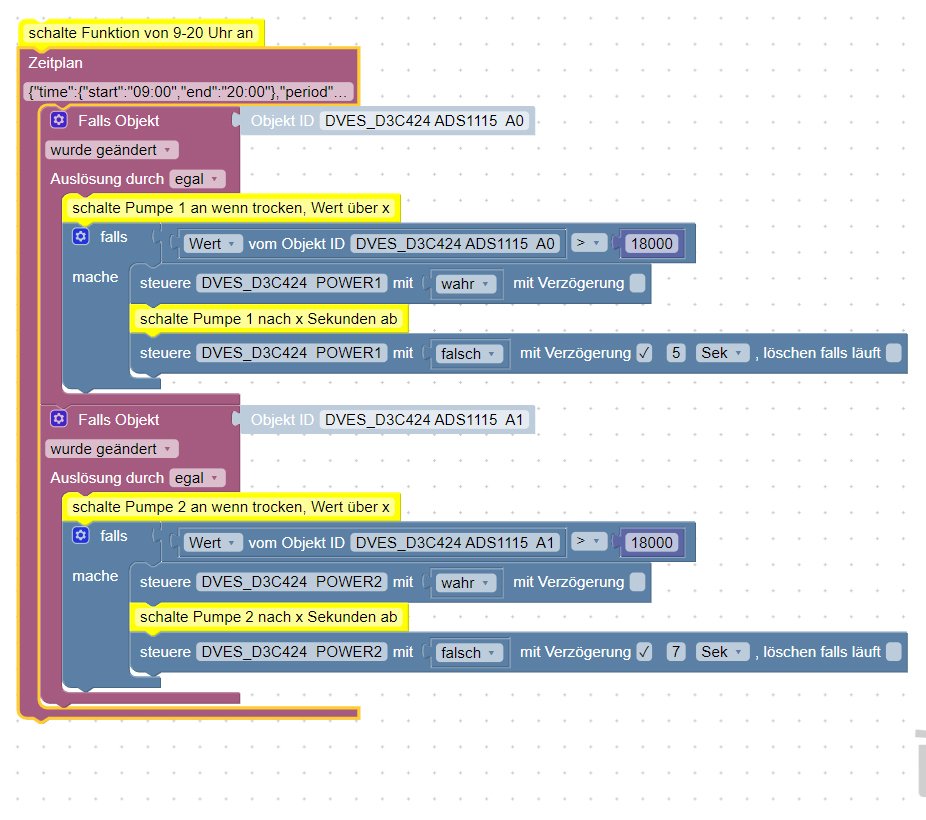 schalte Funktion von 9-20 Uhr an
Zeitplan
{"time":{"start":"09:00","end":"20:00"},"period"...
Falls Objekt Objekt ID DVES_D3C424 ADS1115 A0
wurde geändert
Auslösung durch egal
schalte Pumpe 1 an wenn trocken, Wert über x
falls Wert vom Objekt ID DVES_D3C424 ADS1115 A0 > 18000
mache steuere DVES_D3C424 POWER1 mit wahr mit Verzögerung
schalte Pumpe 1 nach x Sekunden ab
steuere DVES_D3C424 POWER1 mit falsch mit Verzögerung ✓ 5 Sek , löschen falls läuft
Falls Objekt Objekt ID DVES_D3C424 ADS1115 A1
wurde geändert
Auslösung durch egal
schalte Pumpe 2 an wenn trocken, Wert über x
falls Wert vom Objekt ID DVES_D3C424 ADS1115 A1 > 18000
mache steuere DVES_D3C424 POWER2 mit wahr mit Verzögerung
schalte Pumpe 2 nach x Sekunden ab
steuere DVES_D3C424 POWER2 mit falsch mit Verzögerung ✓ 7 Sek , löschen falls läuft